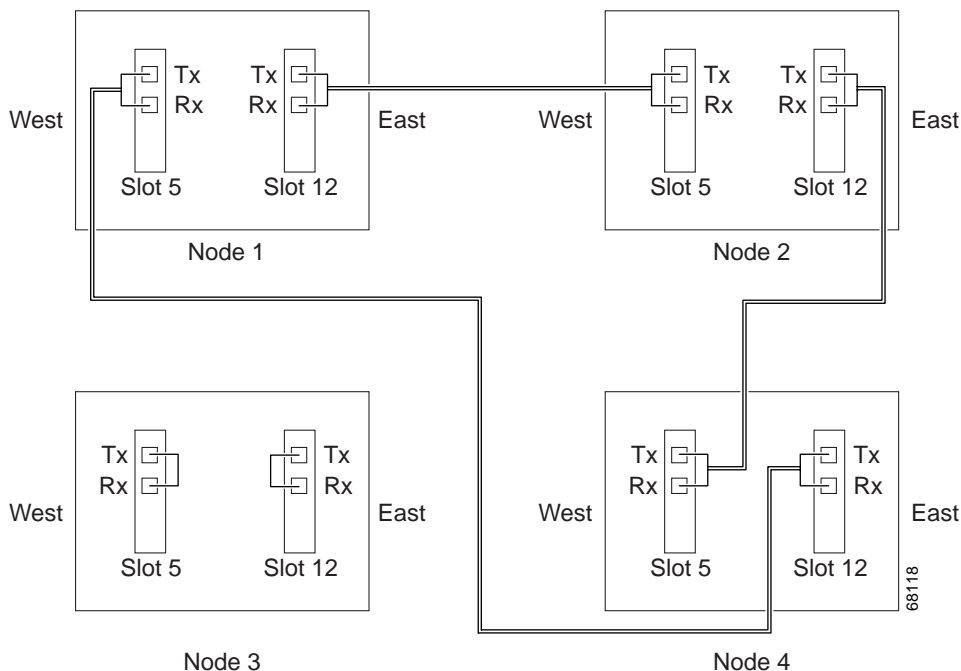 Tx Tx Tx Tx
Rx Rx Rx Rx
West East West East
Slot 5 Slot 12 Slot 5 Slot 12
Node 1 Node 2
Tx Tx Tx Tx
Rx Rx Rx Rx
West East West East
Slot 5 Slot 12 Slot 5 Slot 12
68118
Node 3 Node 4